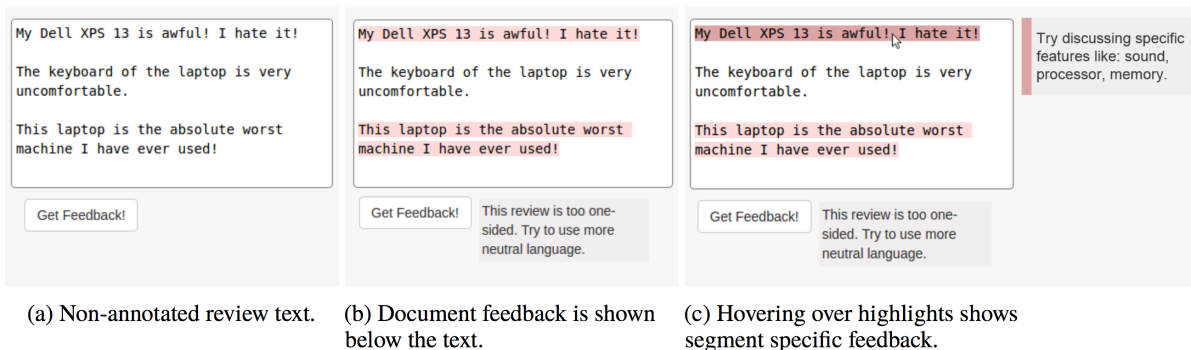 My Dell XPS 13 is awful! I hate it!
The keyboard of the laptop is very
uncomfortable.
This laptop is the absolute worst
machine I have ever used!
Get Feedback!
(a) Non-annotated review text.
My Dell XPS 13 is awful! I hate it!
The keyboard of the laptop is very
uncomfortable.
This laptop is the absolute worst
machine I have ever used!
Get Feedback!
This review is too one-
sided. Try to use more
neutral language.
(b) Document feedback is shown
below the text.
My Dell XPS 13 is awful! I hate it!
The keyboard of the laptop is very
uncomfortable.
This laptop is the absolute worst
machine I have ever used!
Try discussing specific
features like: sound,
processor, memory.
Get Feedback!
This review is too one-
sided. Try to use more
neutral language.
(c) Hovering over highlights shows
segment specific feedback.